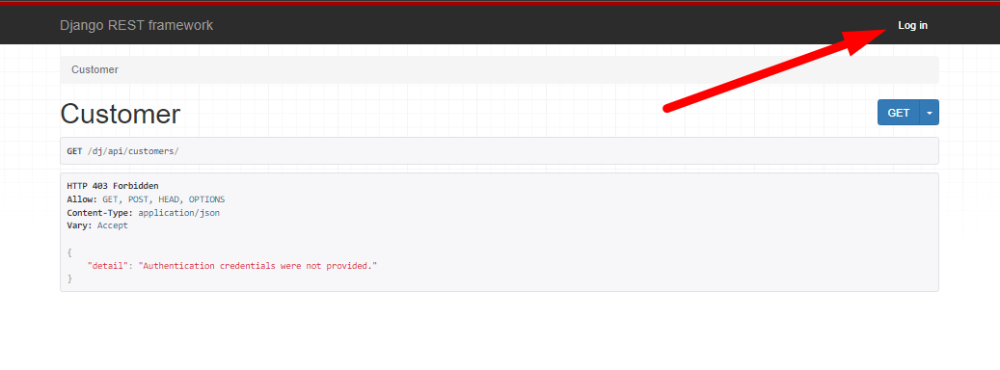 Django REST framework
Log in
Customer
Customer
GET
GET /dj/api/customers/
HTTP 403 Forbidden
Allow: GET, POST, HEAD, OPTIONS
Content-Type: application/json
Vary: Accept
{
    "detail": "Authentication credentials were not provided."
}